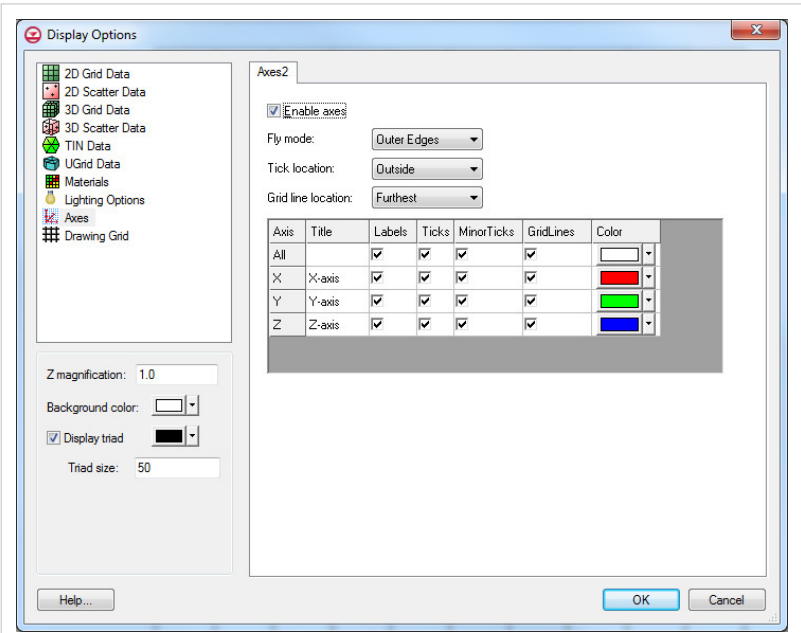 Display Options
2D Grid Data
2D Scatter Data
3D Grid Data
3D Scatter Data
TIN Data
UGrid Data
Materials
Lighting Options
Axes
Drawing Grid
Z magnification: 1.0
Background color:
Display triad
Triad size: 50
Axes2
Enable axes
Fly mode: Outer Edges
Tick location: Outside
Grid line location: Furthest
Axis Title Labels Ticks MinorTicks GridLines Color
All
X X-axis
Y Y-axis
Z Z-axis
Help...
OK Cancel